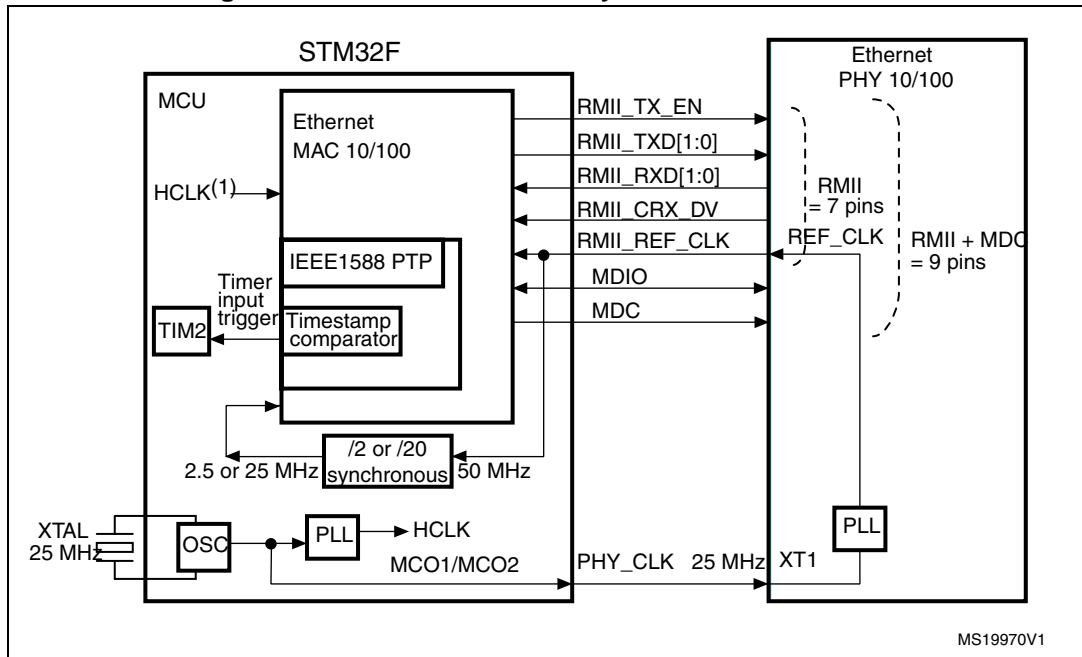 STM32F
Ethernet
PHY 10/100
MCU
Ethernet
MAC 10/100
HCLK(1)
RMII_TX_EN
RMII_TXD[1:0]
RMII_RXD[1:0]
RMII_CRX_DV
RMII_REF_CLK
MDIO
MDC
REF_CLK
RMII
= 7 pins
RMII + MDC
= 9 pins
IEEE1588 PTP
Timer
input
trigger
TIM2
Timestamp
comparator
/2 or /20
synchronous
2.5 or 25 MHz
50 MHz
XTAL
25 MHz
OSC
PLL
HCLK
MCO1/MCO2
PHY_CLK
25 MHz
XT1
PLL
MS19970V1